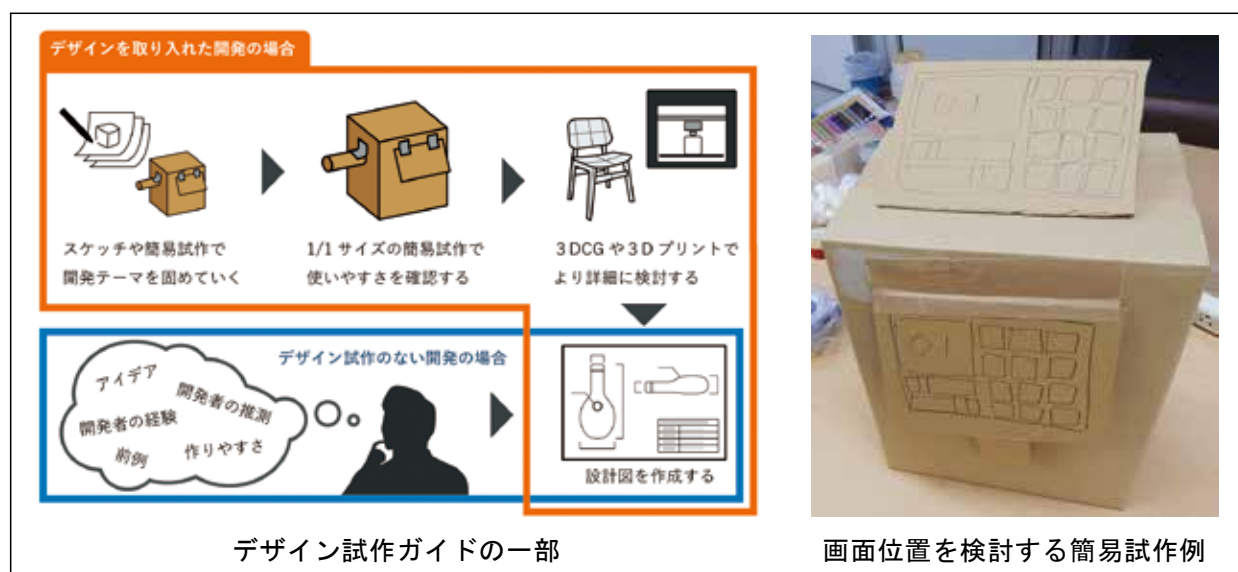 デザインを取り入れた開発の場合
スケッチや簡易試作で
開発テーマを固めていく
1/1 サイズの簡易試作で
使いやすさを確認する
3DCG や3D プリントで
より詳細に検討する
デザイン試作のない開発の場合
アイデア
開発者の推測
開発者の経験
前例
作りやすさ
設計図を作成する
デザイン試作ガイドの一部
画面位置を検討する簡易試作例